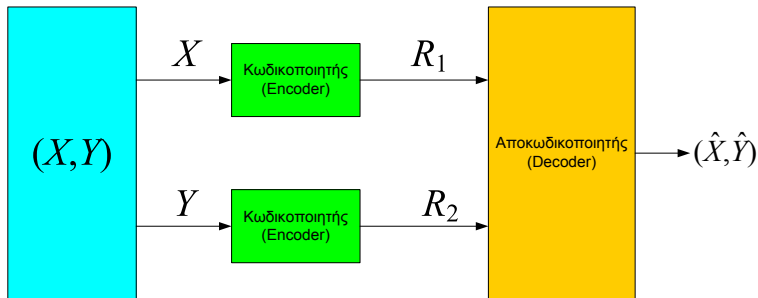 (X,Y)
X
Κωδικοποιητής
(Encoder)
R₁
Y
Κωδικοποιητής
(Encoder)
R₂
Αποκωδικοποιητής
(Decoder)
(X̂,Ŷ)